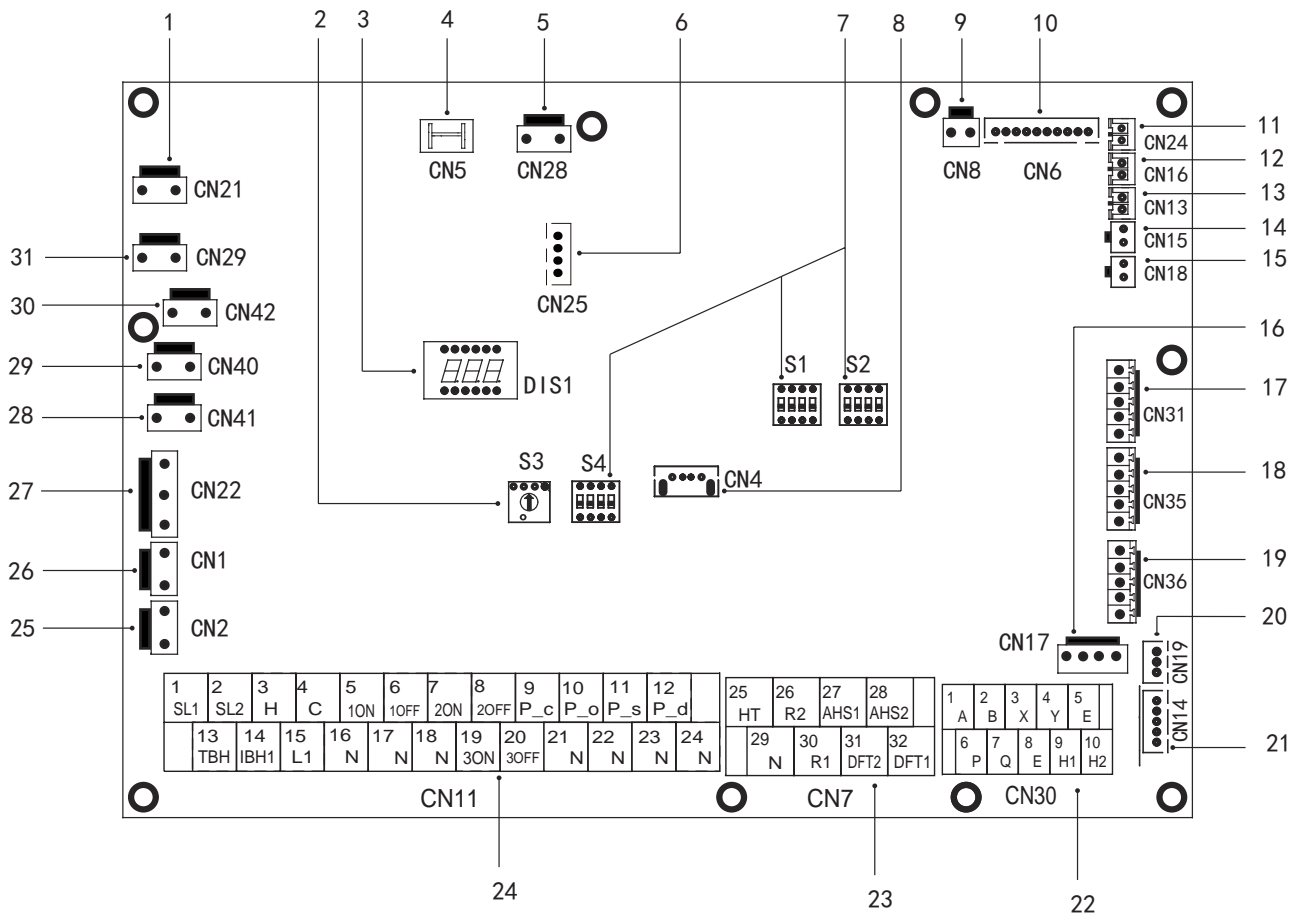 1 2 3 4 5 6 7 8 9 10
CN21 CN5 CN28 CN8 CN6 CN24 11
CN16 12
CN13 13
CN15 14
CN18 15
31 CN29
30 CN42 CN25
29 CN40 16
28 CN41 DIS1 S1 S2 17
CN31
27 CN22 S3 S4 CN4 18
CN35
2
26 CN1 19
CN36
25 CN2 CN17 20
CN19
CN14 21
1 2 3 4 5 6 7 8 9 10 11 12
SL1 SL2 H C 1ON 1OFF 2ON 2OFF P_c P_o P_s P_d
13 14 15 16 17 18 19 20 21 22 23 24
TBH IBH1 L1 N N N 3ON 3OFF N N N N
CN11
24
25 26 27 28
HT R2 AHS1 AHS2
29 30 31 32
N R1 DFT2 DFT1
CN7
23
1 2 3 4 5
A B X Y E
6 7 8 9 10
P Q E H1 H2
CN30
22